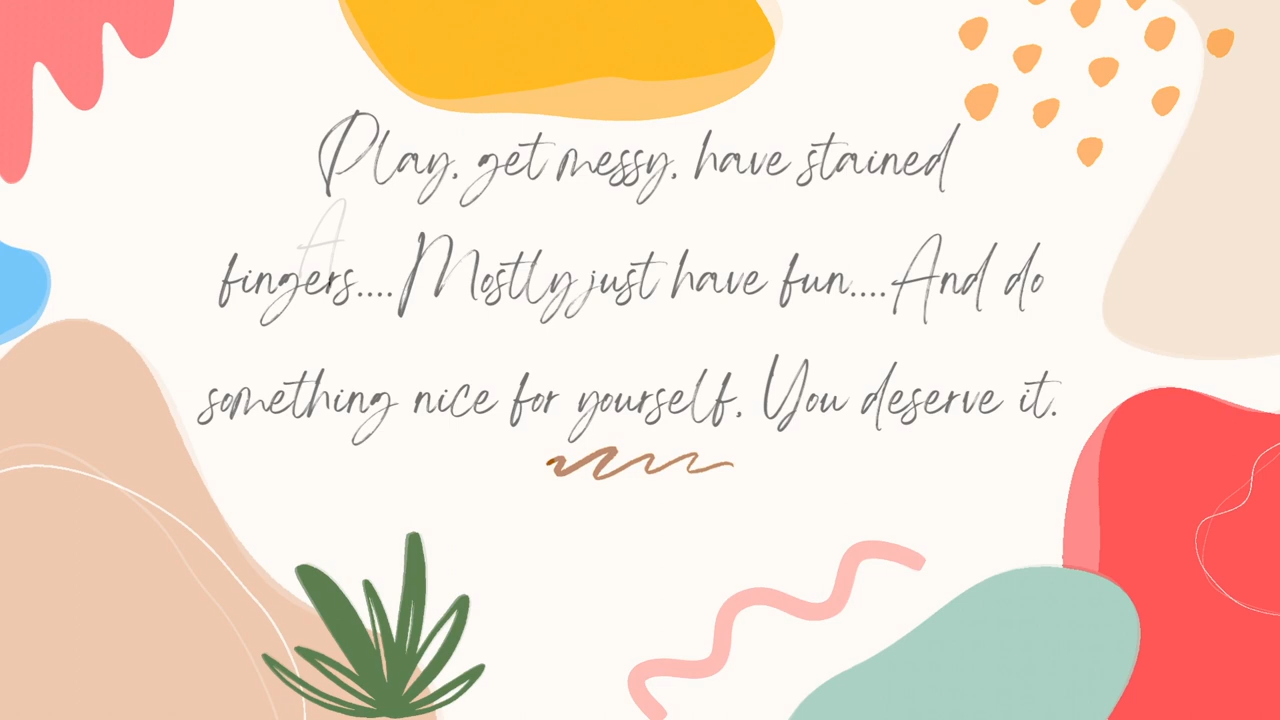 Play, get messy, have stained
fingers....Mostly just have fun....And do
something nice for yourself. You deserve it.
A